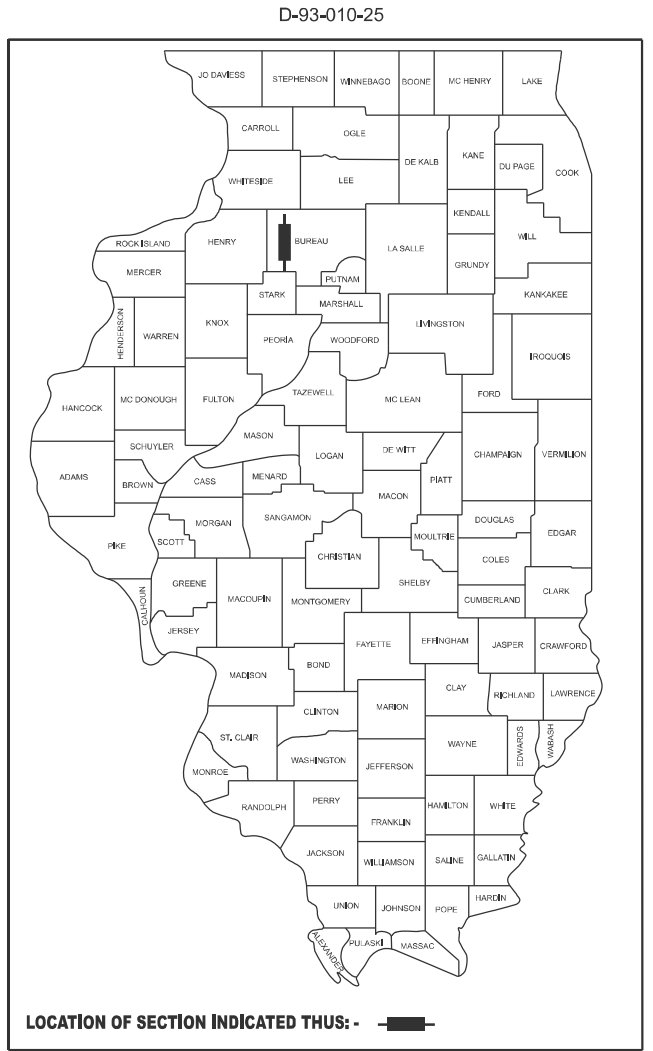 D-93-010-25
JO DAVIESS STEPHENSON WINNEBAGO BOONE MC HENRY LAKE
CARROLL OGLE DE KALB KANE DU PAGE COOK
WHITESIDE LEE
KENDALL
ROCK ISLAND HENRY BUREAU LA SALLE WILL
MERCER PUTNAM GRUNDY
STARK MARSHALL KANKAKEE
HENDERSON WARREN KNOX PEORIA WOODFORD LIVINGSTON
IROQUOIS
HANCOCK MC DONOUGH FULTON TAZEWELL MC LEAN FORD
SCHUYLER MASON LOGAN DE WITT CHAMPAIGN VERMILION
ADAMS BROWN CASS MENARD PIATT
MACON
PIKE SCOTT MORGAN SANGAMON MOULTRIE DOUGLAS EDGAR
CHRISTIAN COLES
CALHOUN GREENE MACOUPIN MONTGOMERY SHELBY CUMBERLAND CLARK
JERSEY FAYETTE EFFINGHAM JASPER CRAWFORD
MADISON BOND
CLAY RICHLAND LAWRENCE
CLINTON MARION
ST. CLAIR WAYNE EDWARDS WABASH
MONROE WASHINGTON JEFFERSON
RANDOLPH PERRY HAMILTON WHITE
FRANKLIN
JACKSON WILLIAMSON SALINE GALLATIN
UNION JOHNSON POPE HARDIN
ALEXANDER PULASKI MASSAC
LOCATION OF SECTION INDICATED THUS: -